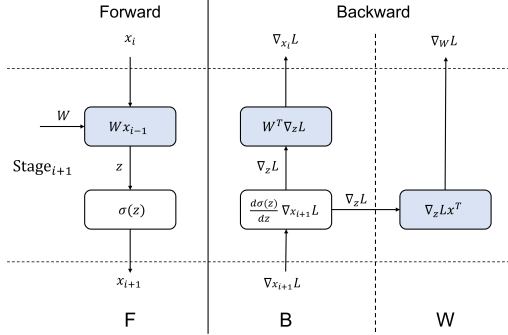 Forward
Backward
x_i
∇_{x_i}L
∇_W L
W
Wx_{i−1}
W^T∇_z L
Stage_{i+1}
z
∇_z L
∇_z L
σ(z)
dσ(z)/dz ∇x_{i+1}L
∇_z Lx^T
x_{i+1}
∇x_{i+1}L
F
B
W